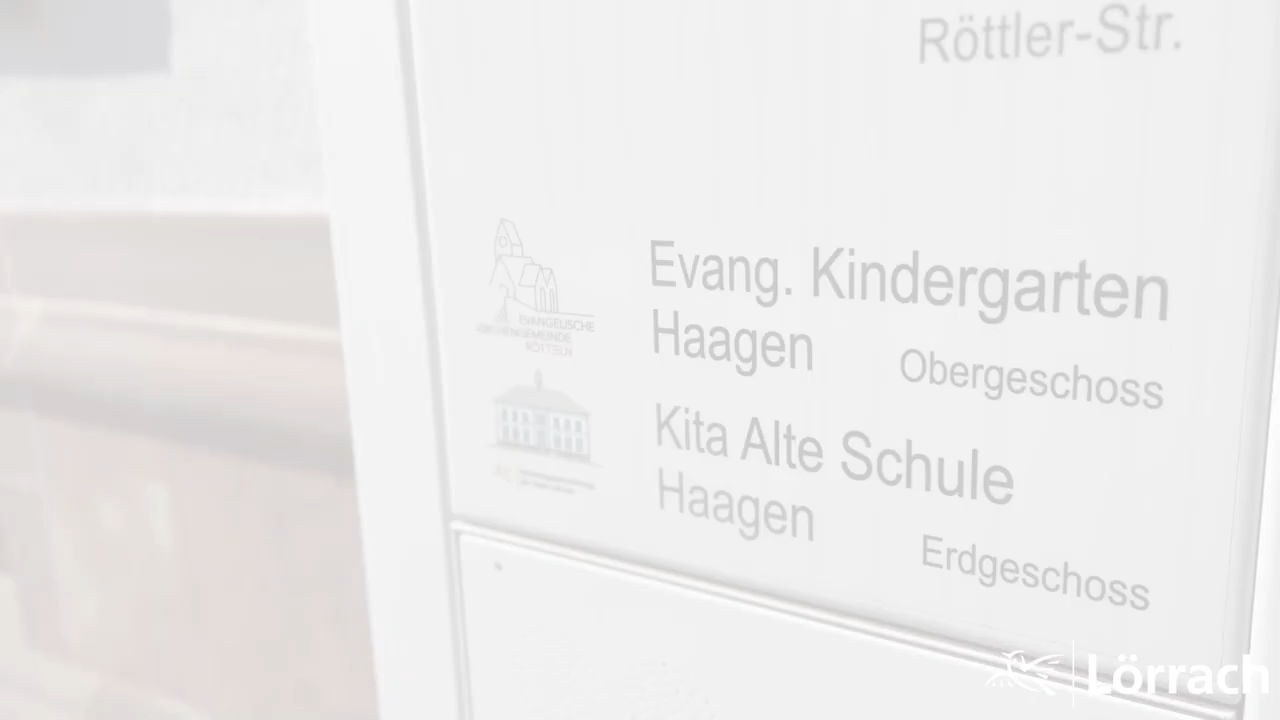 Röttler-Str.
Evang. Kindergarten
Haagen
Obergeschoss
EVANGELISCHE
KIRCHENGEMEINDE
RÖTTELN
Kita Alte Schule
Haagen
Erdgeschoss
Lörrach